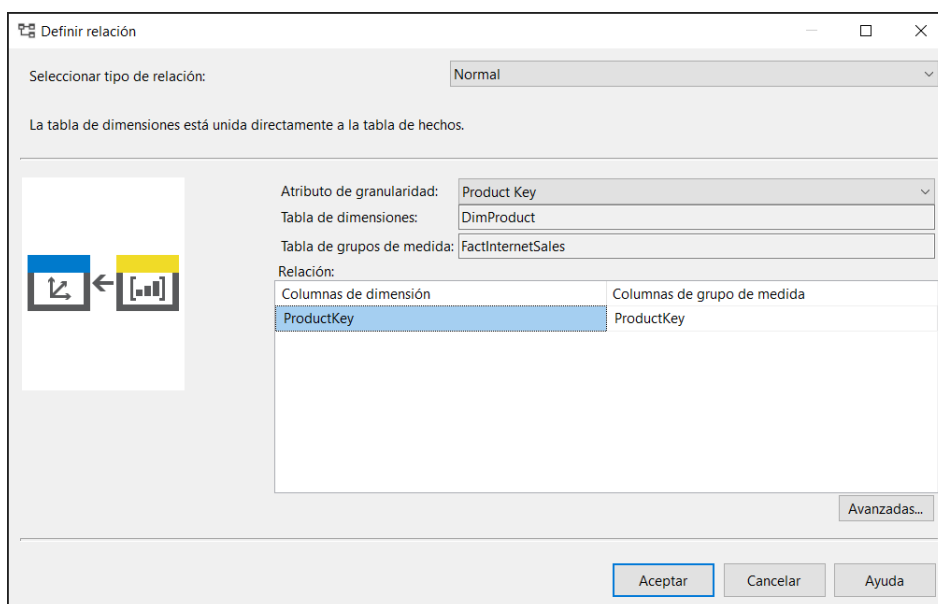 Definir relación
Seleccionar tipo de relación: Normal
La tabla de dimensiones está unida directamente a la tabla de hechos.
Atributo de granularidad: Product Key
Tabla de dimensiones: DimProduct
Tabla de grupos de medida: FactInternetSales
Relación:
Columnas de dimensión Columnas de grupo de medida
ProductKey ProductKey
Avanzadas...
Aceptar Cancelar Ayuda